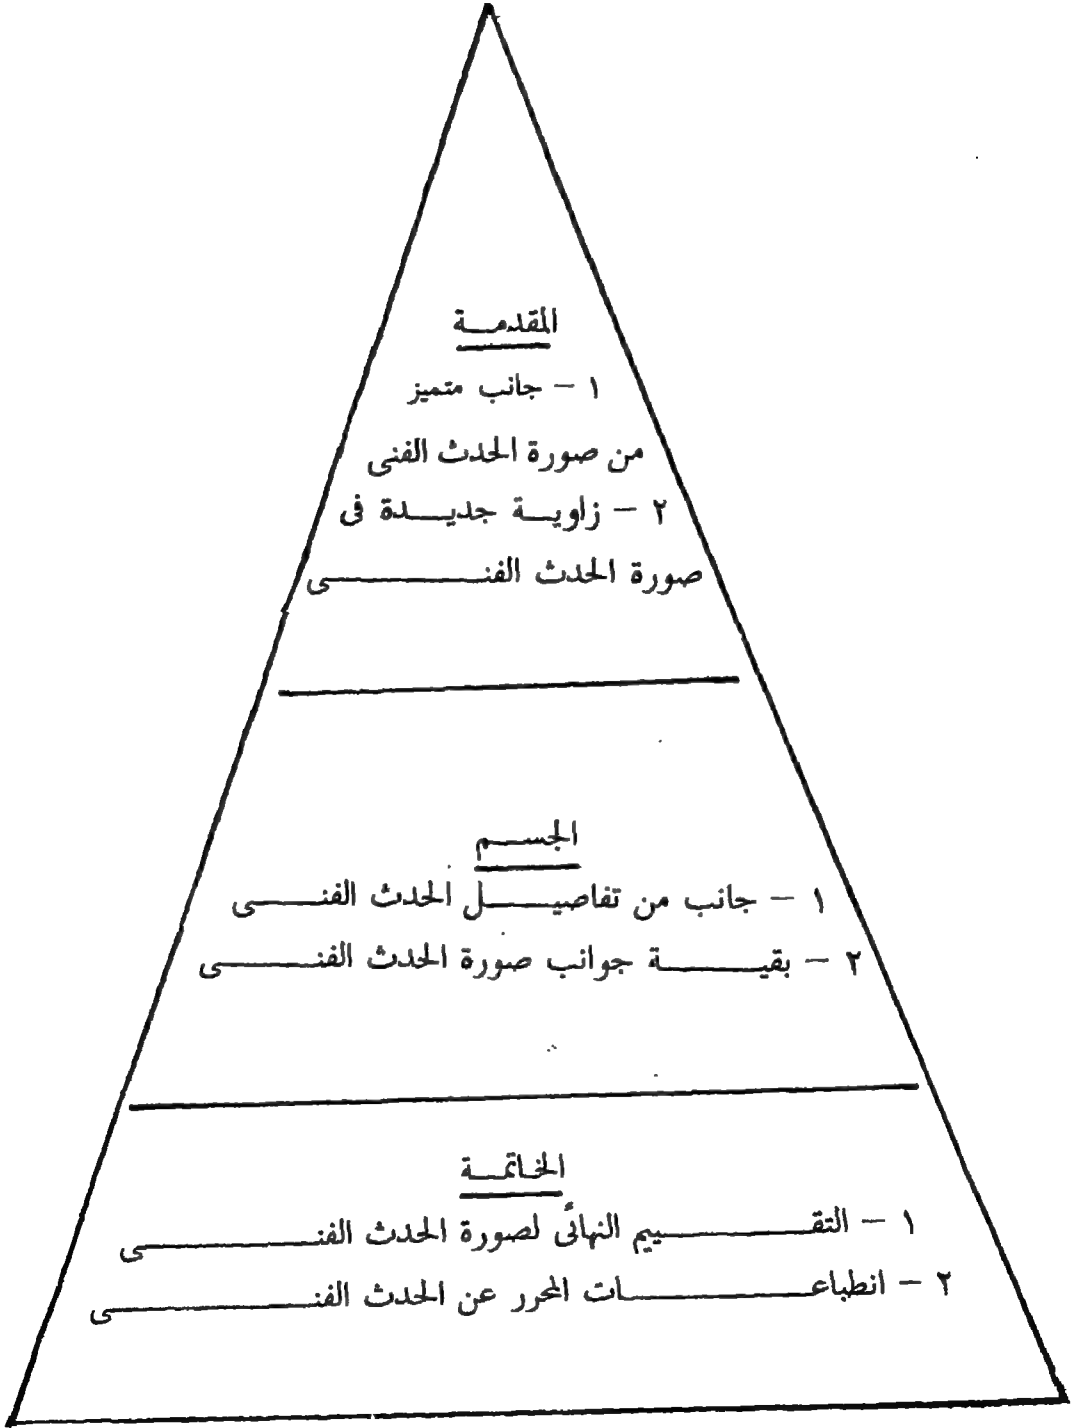 المقدمة
١ - جانب متميز
من صورة الحدث الفنى
٢ - زاوية جديدة فى
صورة الحدث الفنى
الجسم
١ - جانب من تفاصيل الحدث الفنى
٢ - بقية جوانب صورة الحدث الفنى
الخاتمة
١ - التقييم النهائى لصورة الحدث الفنى
٢ - انطباعات المحرر عن الحدث الفنى